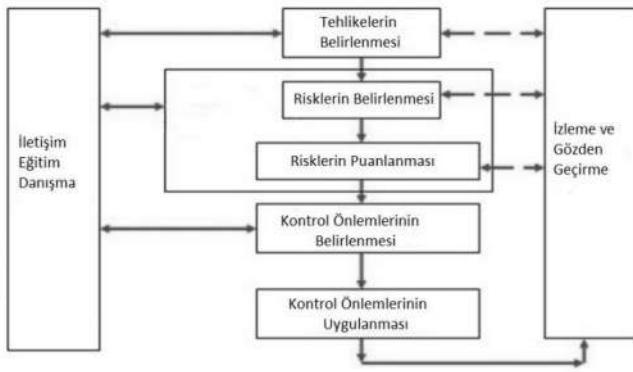 Tehlikelerin
Belirlenmesi
Risklerin Belirlenmesi
İletişim
Eğitim
Danışma
İzleme ve
Gözden
Geçirme
Risklerin Puanlanması
Kontrol Önlemlerinin
Belirlenmesi
Kontrol Önlemlerinin
Uygulanması